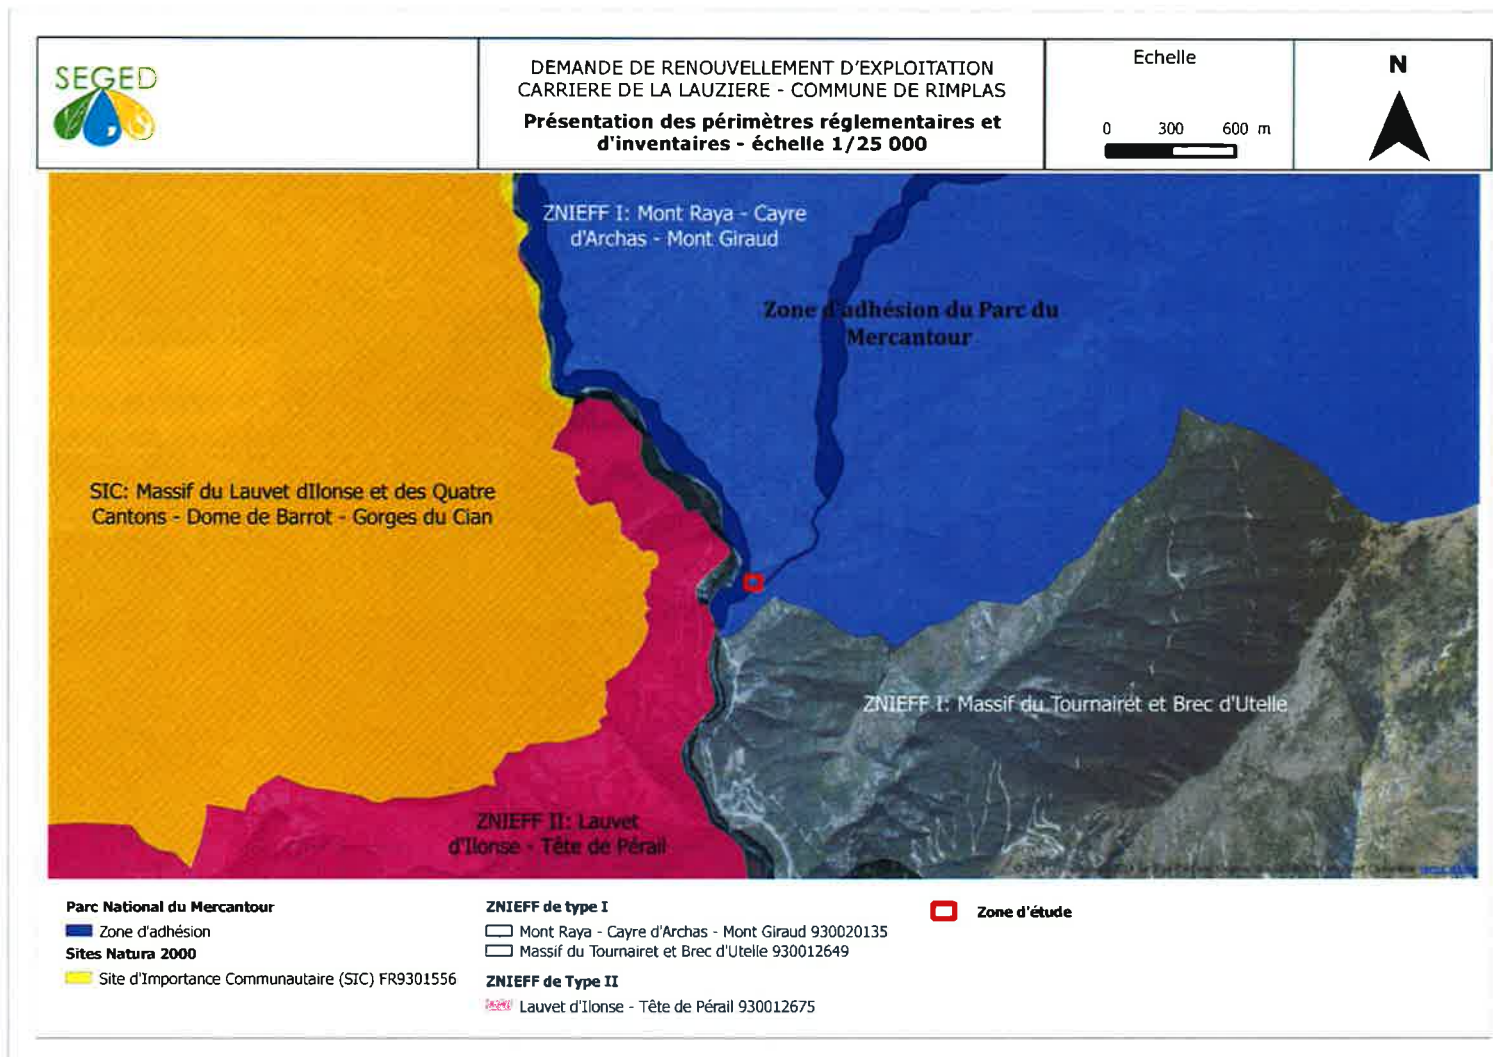 SEGED
DEMANDE DE RENOUVELLEMENT D'EXPLOITATION
CARRIERE DE LA LAUZIERE - COMMUNE DE RIMPLAS
Présentation des périmètres réglementaires et
d'inventaires - échelle 1/25 000
Echelle
0 300 600 m
N
ZNIEFF I: Mont Raya - Cayre
d'Archas - Mont Giraud
Zone d'adhésion du Parc du
Mercantour
SIC: Massif du Lauvet dIlonse et des Quatre
Cantons - Dome de Barrot - Gorges du Cian
ZNIEFF I: Massif du Tournairet et Brec d'Utelle
ZNIEFF II: Lauvet
d'Ilonse - Tête de Pérail
Parc National du Mercantour
Zone d'adhésion
Sites Natura 2000
Site d'Importance Communautaire (SIC) FR9301556
ZNIEFF de type I
Mont Raya - Cayre d'Archas - Mont Giraud 930020135
Massif du Tournairet et Brec d'Utelle 930012649
ZNIEFF de Type II
Lauvet d'Ilonse - Tête de Pérail 930012675
Zone d'étude